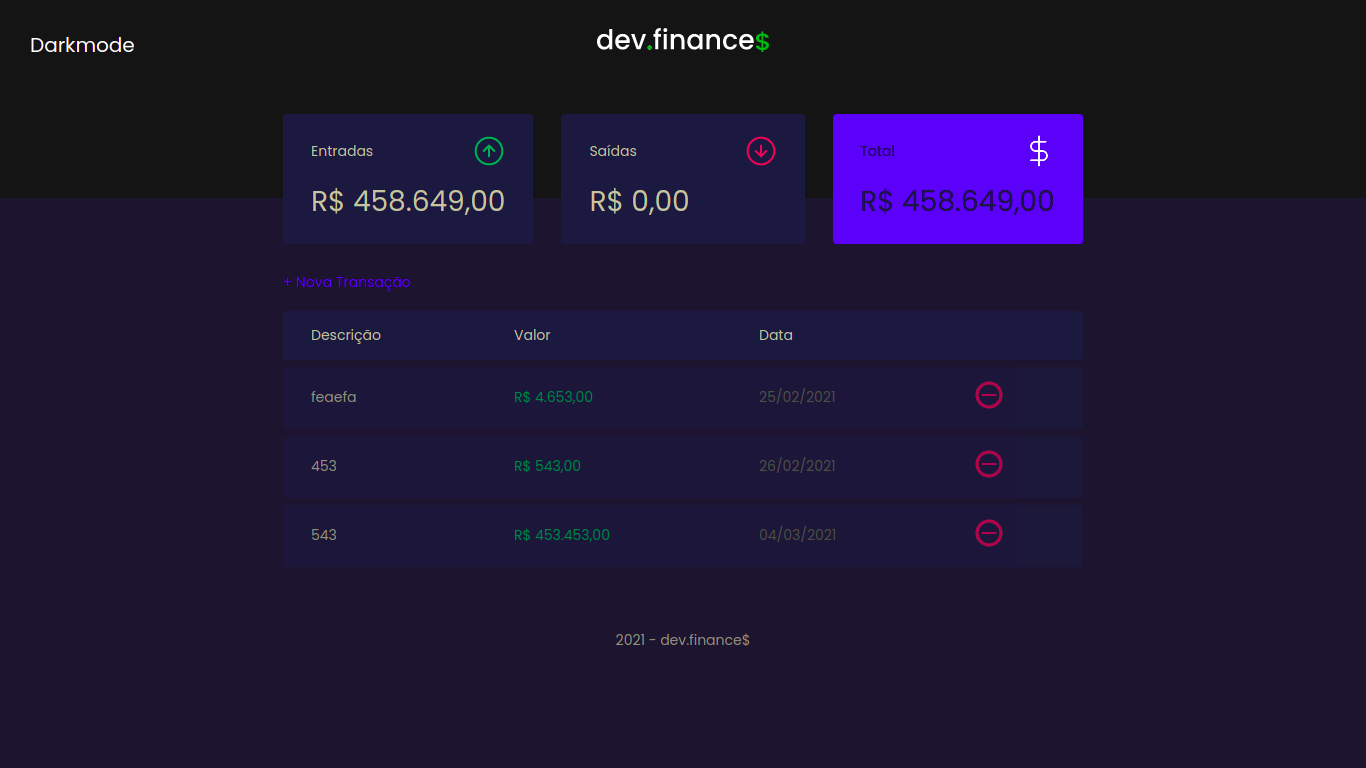 Darkmode
dev.finance$
Entradas
R$ 458.649,00
Saídas
R$ 0,00
Total
R$ 458.649,00
+ Nova Transação
Descrição Valor Data
feaefa R$ 4.653,00 25/02/2021
453 R$ 543,00 26/02/2021
543 R$ 453.453,00 04/03/2021
2021 - dev.finance$